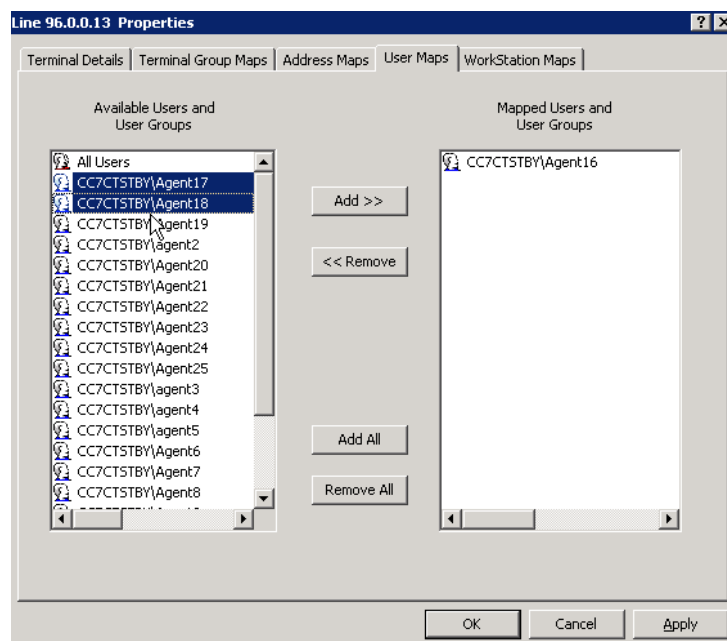 Line 96.0.0.13 Properties
Terminal Details
Terminal Group Maps
Address Maps
User Maps
WorkStation Maps
Available Users and
User Groups
All Users
CC7CTSTBY\Agent17
CC7CTSTBY\Agent18
CC7CTSTBY\Agent19
CC7CTSTBY\agent2
CC7CTSTBY\Agent20
CC7CTSTBY\Agent21
CC7CTSTBY\Agent22
CC7CTSTBY\Agent23
CC7CTSTBY\Agent24
CC7CTSTBY\Agent25
CC7CTSTBY\agent3
CC7CTSTBY\agent4
CC7CTSTBY\agent5
CC7CTSTBY\Agent6
CC7CTSTBY\Agent7
CC7CTSTBY\Agent8
Add >>
<< Remove
Add All
Remove All
Mapped Users and
User Groups
CC7CTSTBY\Agent16
OK
Cancel
Apply